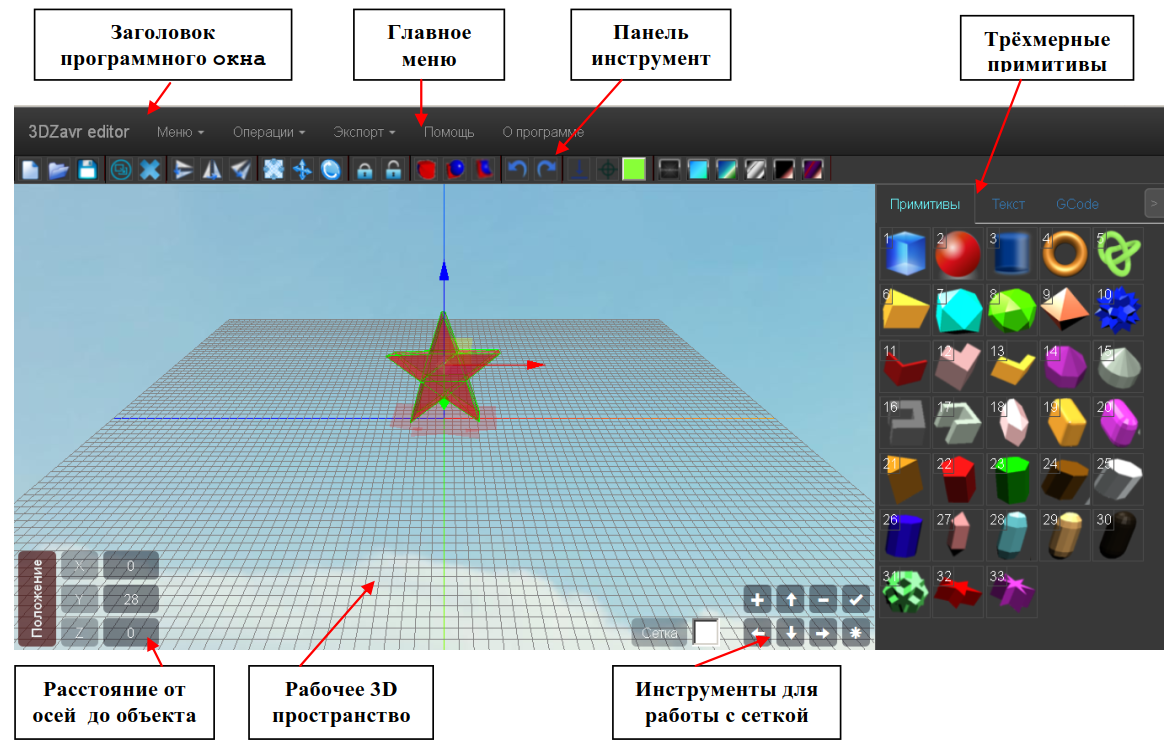 Заголовок
программного окна
Главное
меню
Панель
инструмент
Трёхмерные
примитивы
3DZavr editor Меню Операции Экспорт Помощь О программе
Примитивы Текст GCode >
1 2 3 4 5
6 7 8 9 10
11 12 13 14 15
16 17 18 19 20
21 22 23 24 25
26 27 28 29 30
31 32 33
Положение
X 0
Y 28
Z 0
Сетка
Расстояние от
осей до объекта
Рабочее 3D
пространство
Инструменты для
работы с сеткой